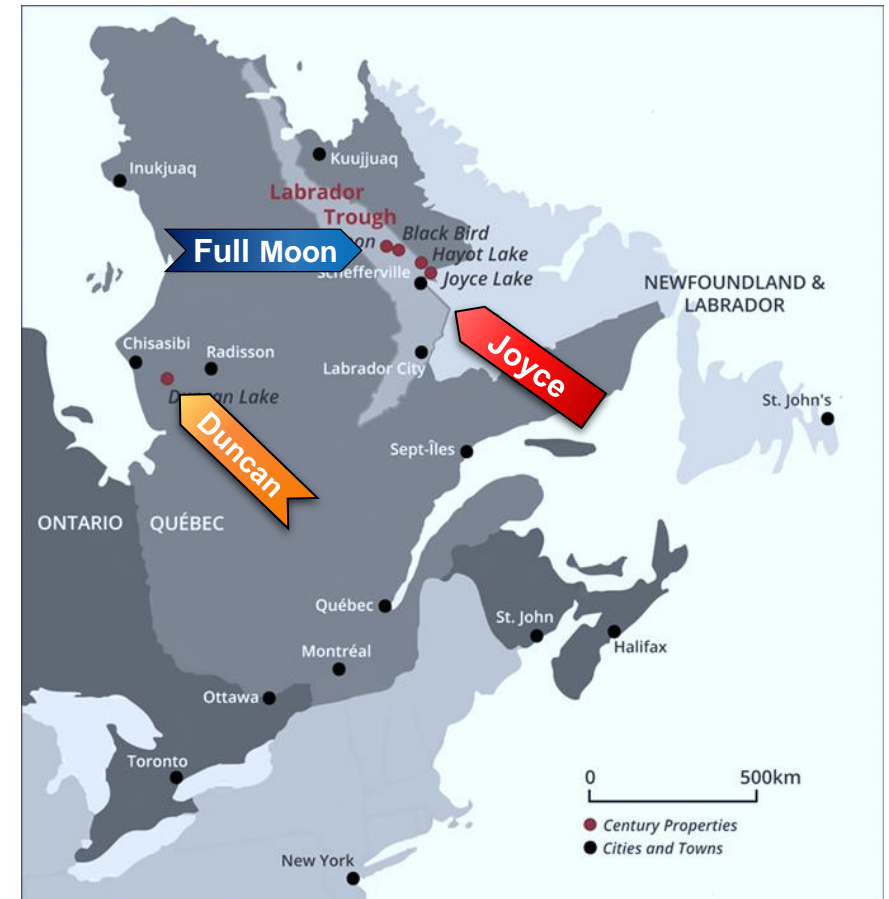 Inukjuaq
Kuujjuaq
Labrador
Trough
Full Moon
Black Bird
Hayot Lake
Schefferville
Joyce Lake
NEWFOUNDLAND &
LABRADOR
Chisasibi
Radisson
Labrador City
Joyce
St. John's
Lake
Duncan
Sept-Îles
ONTARIO
QUÉBEC
Québec
St. John
Halifax
Montréal
Ottawa
Toronto
0 500km
Century Properties
Cities and Towns
New York